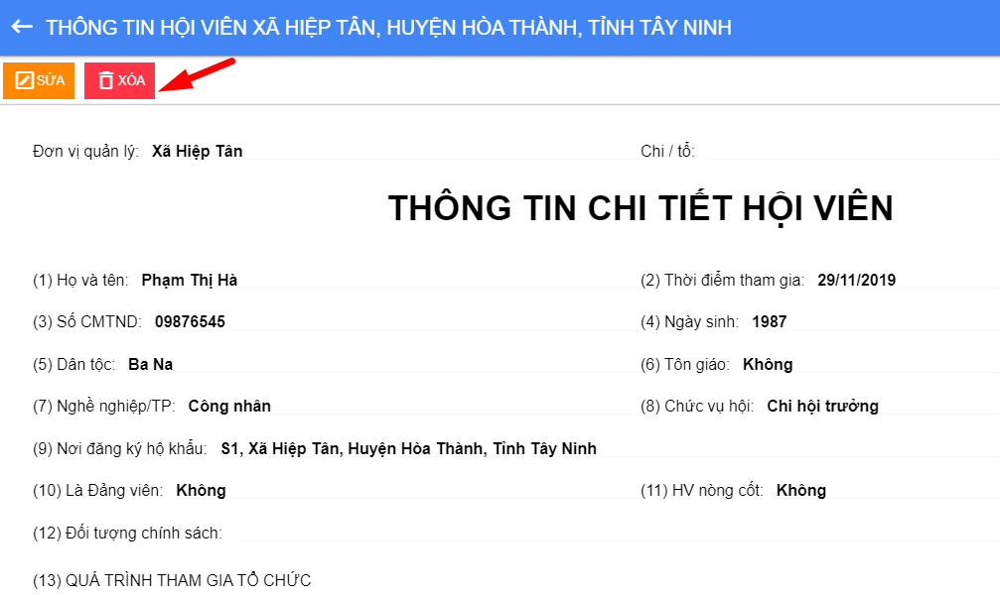 THÔNG TIN HỘI VIÊN XÃ HIỆP TÂN, HUYỆN HÒA THÀNH, TỈNH TÂY NINH
SỬA XÓA
Đơn vị quản lý: Xã Hiệp Tân Chi / tổ:
THÔNG TIN CHI TIẾT HỘI VIÊN
(1) Họ và tên: Phạm Thị Hà (2) Thời điểm tham gia: 29/11/2019
(3) Số CMTND: 09876545 (4) Ngày sinh: 1987
(5) Dân tộc: Ba Na (6) Tôn giáo: Không
(7) Nghề nghiệp/TP: Công nhân (8) Chức vụ hội: Chi hội trưởng
(9) Nơi đăng ký hộ khẩu: S1, Xã Hiệp Tân, Huyện Hòa Thành, Tỉnh Tây Ninh
(10) Là Đảng viên: Không (11) HV nòng cốt: Không
(12) Đối tượng chính sách:
(13) QUÁ TRÌNH THAM GIA TỔ CHỨC